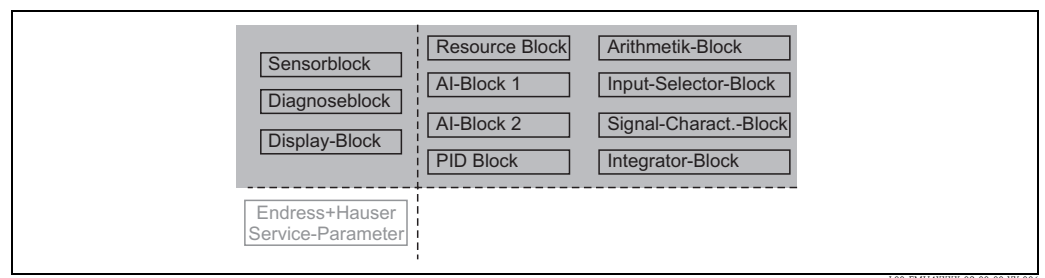 Sensorblock
Diagnoseblock
Display-Block
Resource Block
AI-Block 1
AI-Block 2
PID Block
Arithmetik-Block
Input-Selector-Block
Signal-Charact.-Block
Integrator-Block
Endress+Hauser
Service-Parameter